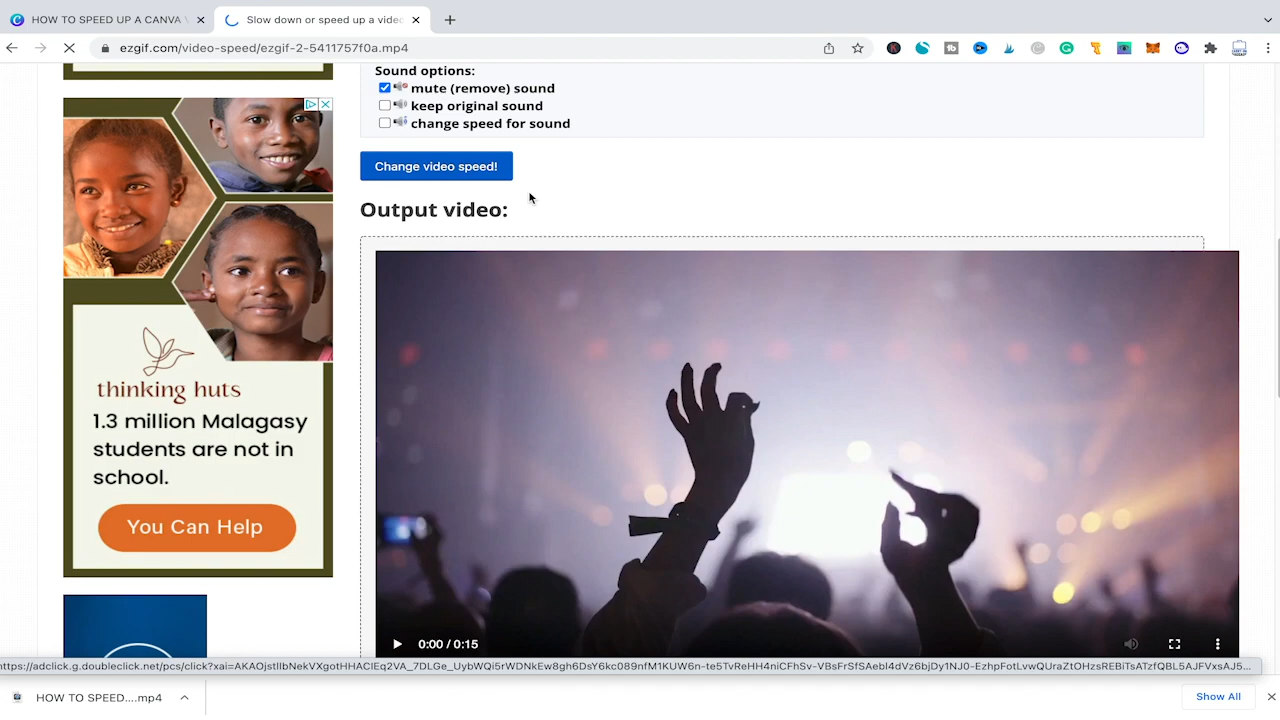 HOW TO SPEED UP A CANVA V
Slow down or speed up a video
ezgif.com/video-speed/ezgif-2-5411757f0a.mp4
Sound options:
mute (remove) sound
keep original sound
change speed for sound
Change video speed!
Output video:
thinking huts
1.3 million Malagasy
students are not in
school.
You Can Help
0:00 / 0:15
HOW TO SPEED....mp4
Show All